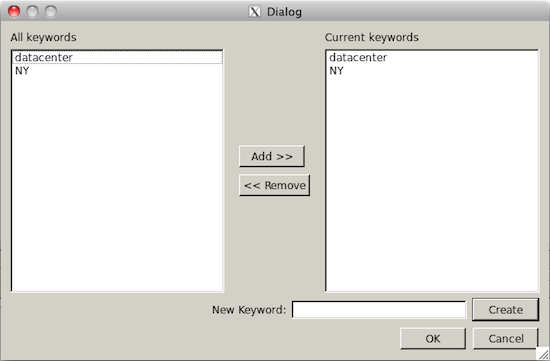 Dialog
All keywords
Current keywords
datacenter
NY
datacenter
NY
Add >>
<< Remove
New Keyword:
Create
OK
Cancel